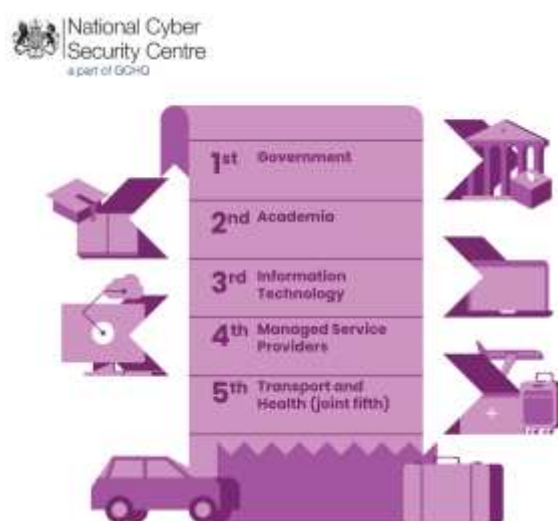 National Cyber
Security Centre
a part of GCHQ
1st Government
2nd Academia
3rd Information
Technology
4th Managed Service
Providers
5th Transport and
Health (joint fifth)